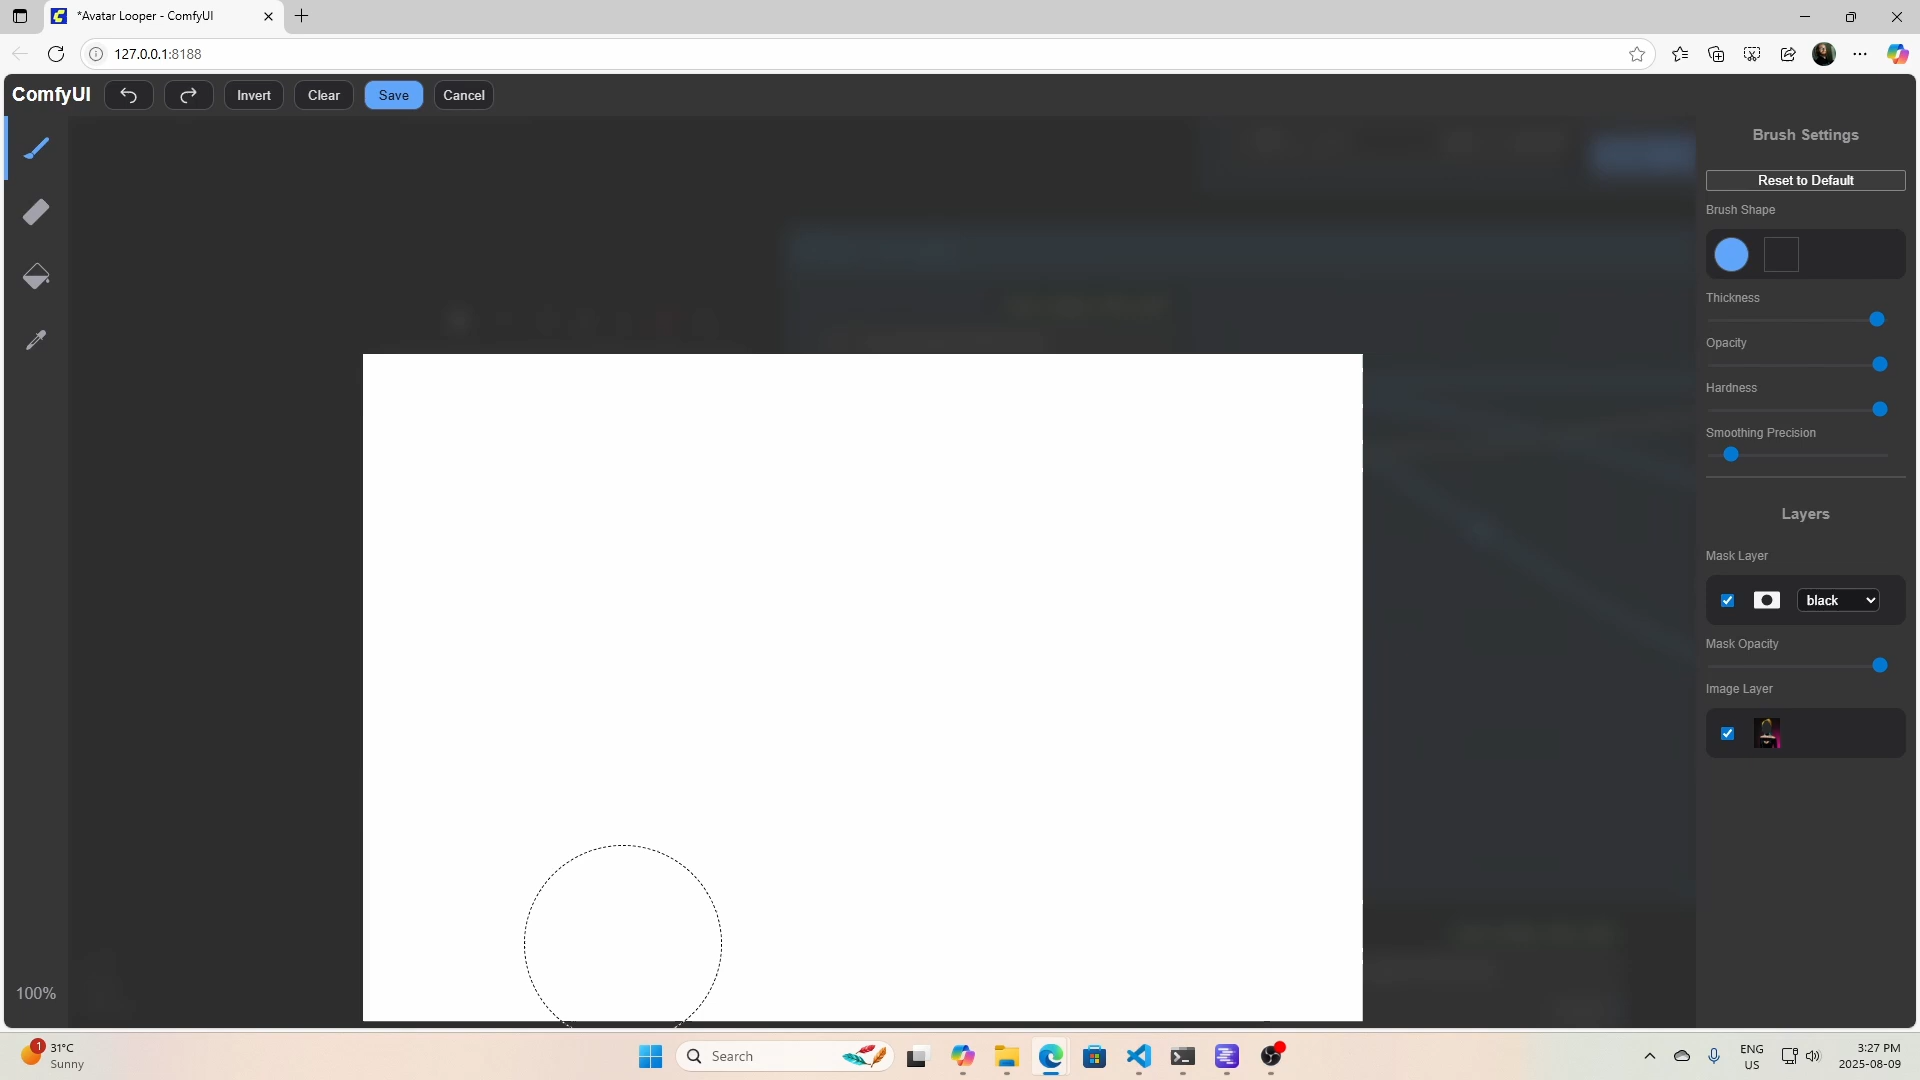 *Avatar Looper - ComfyUI
127.0.0.1:8188
ComfyUI
Invert
Clear
Save
Cancel
Brush Settings
Reset to Default
Brush Shape
Thickness
Opacity
Hardness
Smoothing Precision
Layers
Mask Layer
black
Mask Opacity
Image Layer
100%
1
31°C
Sunny
Search
ENG
US
3:27 PM
2025-08-09